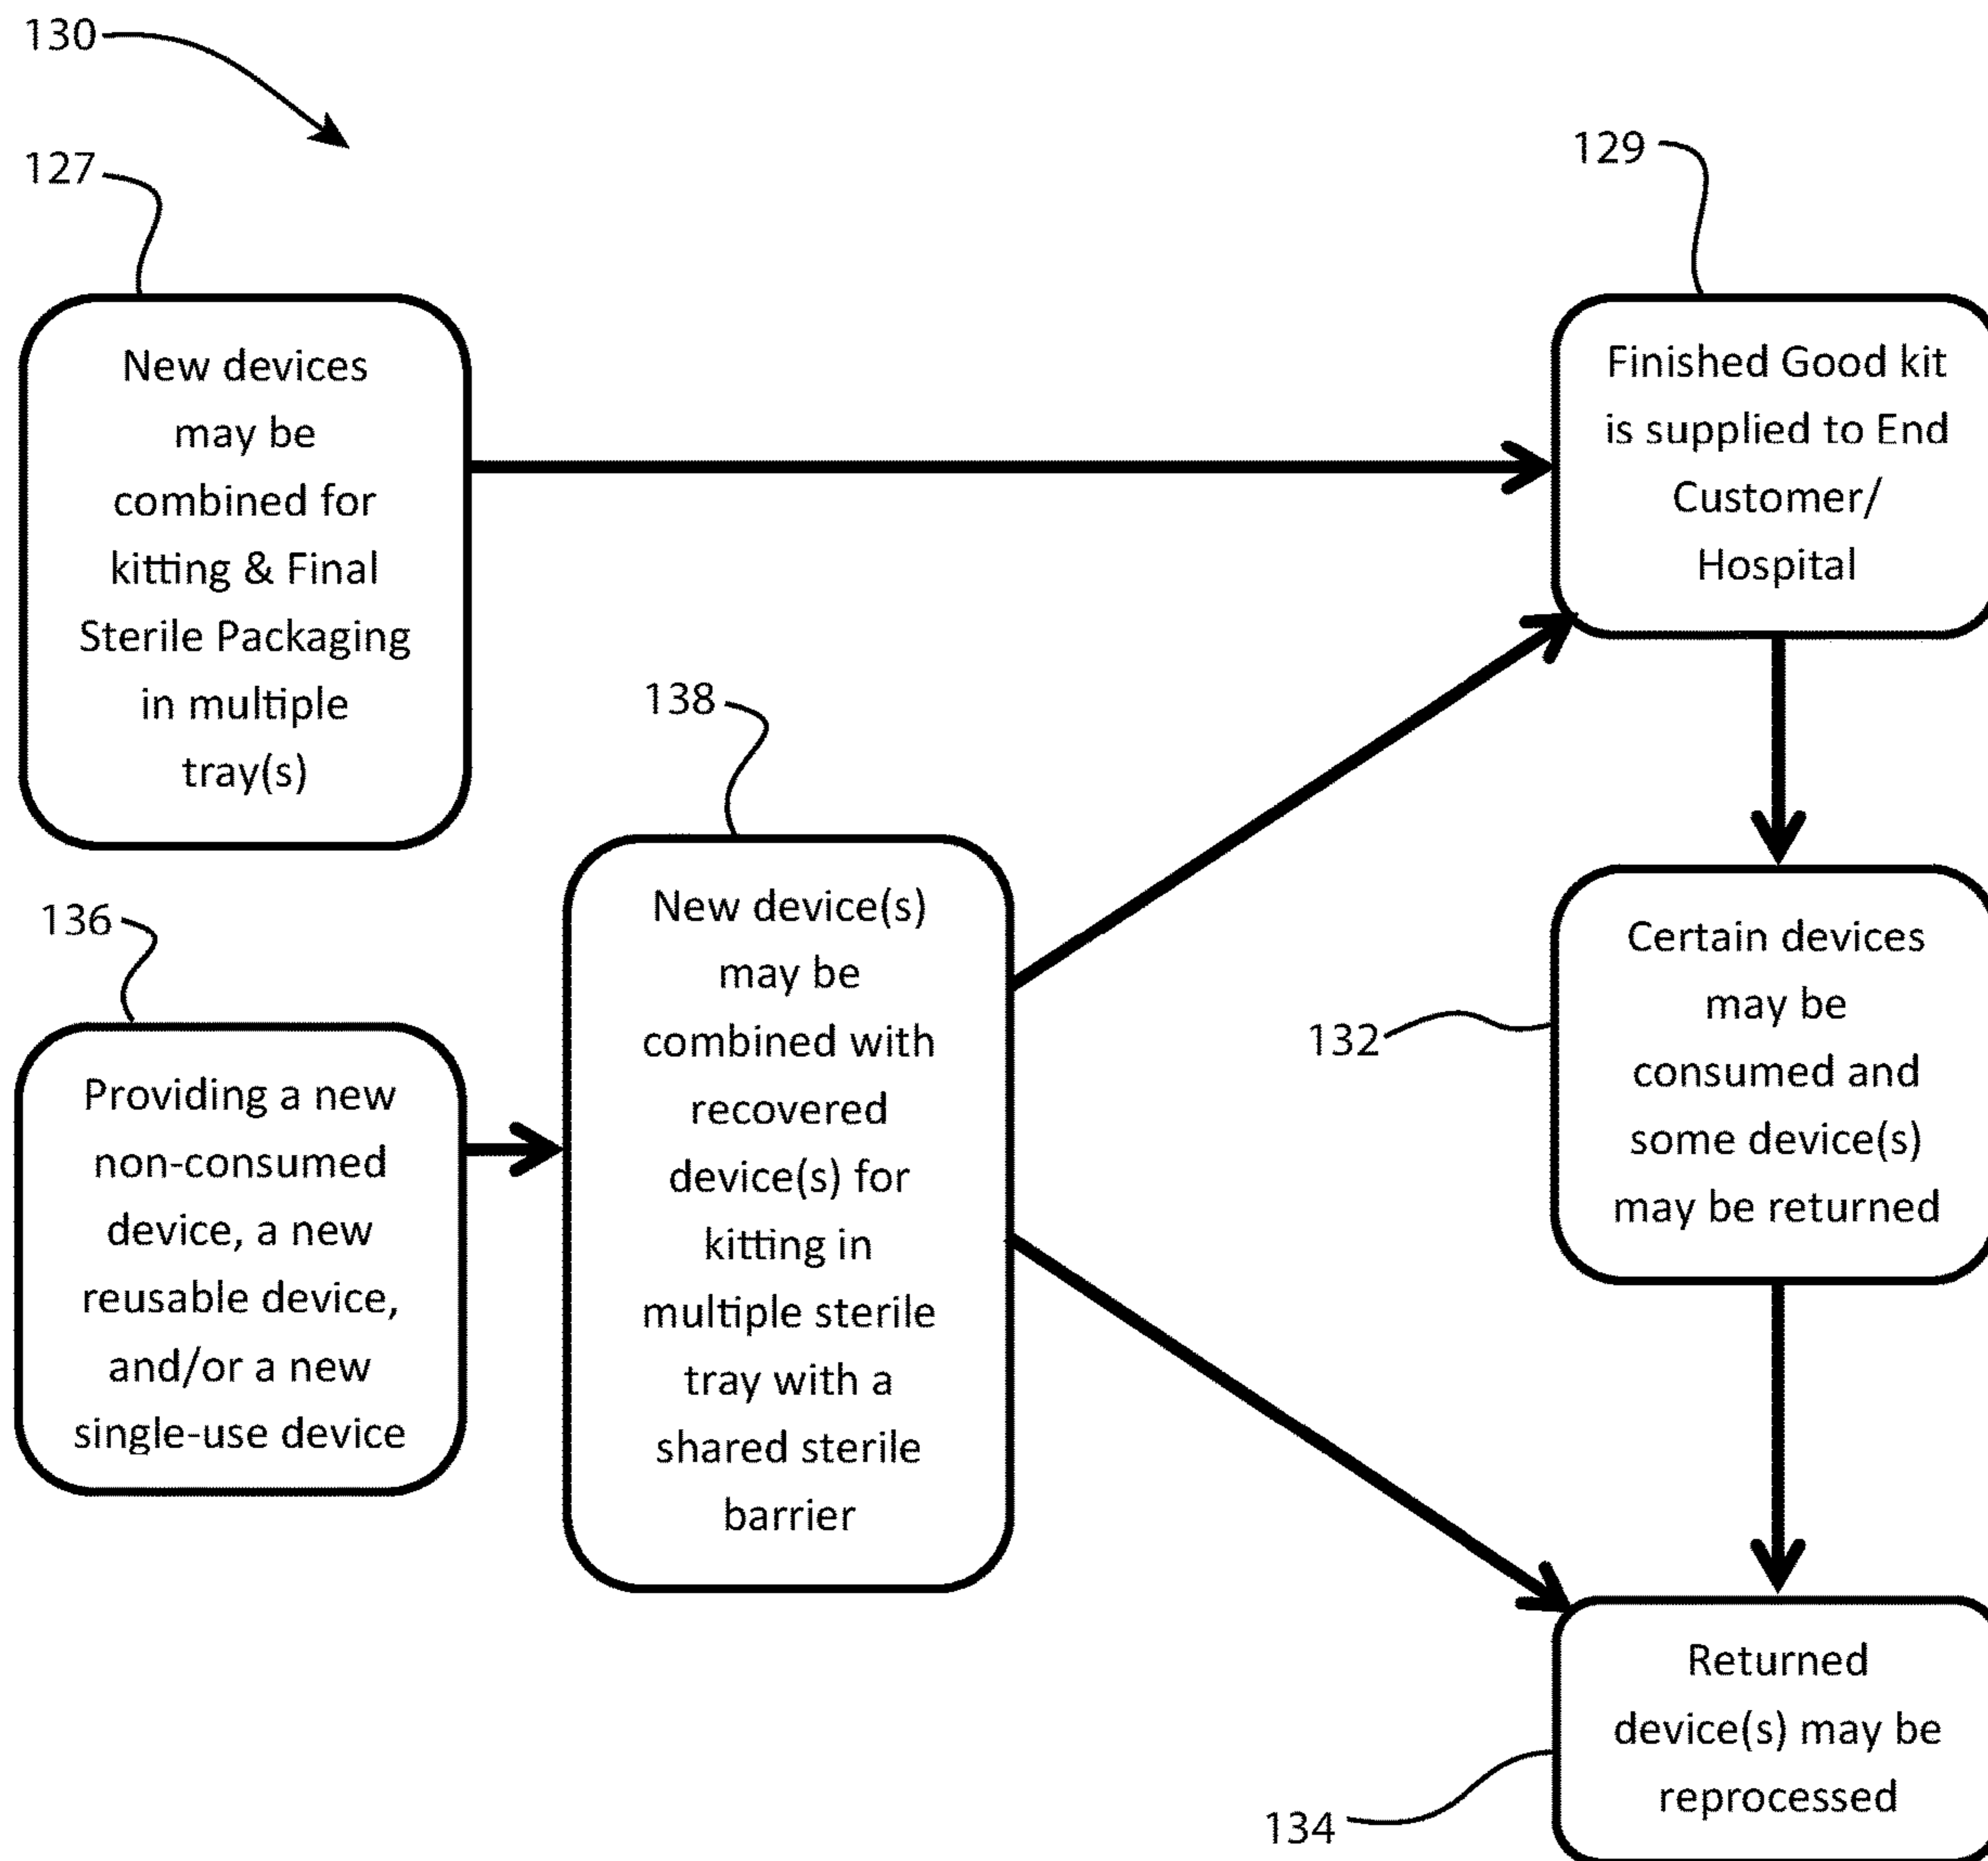 130
127
New devices
may be
combined for
kitting & Final
Sterile Packaging
in multiple
tray(s)
129
Finished Good kit
is supplied to End
Customer/
Hospital
138
New device(s)
may be
combined with
recovered
device(s) for
kitting in
multiple sterile
tray with a
shared sterile
barrier
136
Providing a new
non-consumed
device, a new
reusable device,
and/or a new
single-use device
132
Certain devices
may be
consumed and
some device(s)
may be returned
134
Returned
device(s) may be
reprocessed